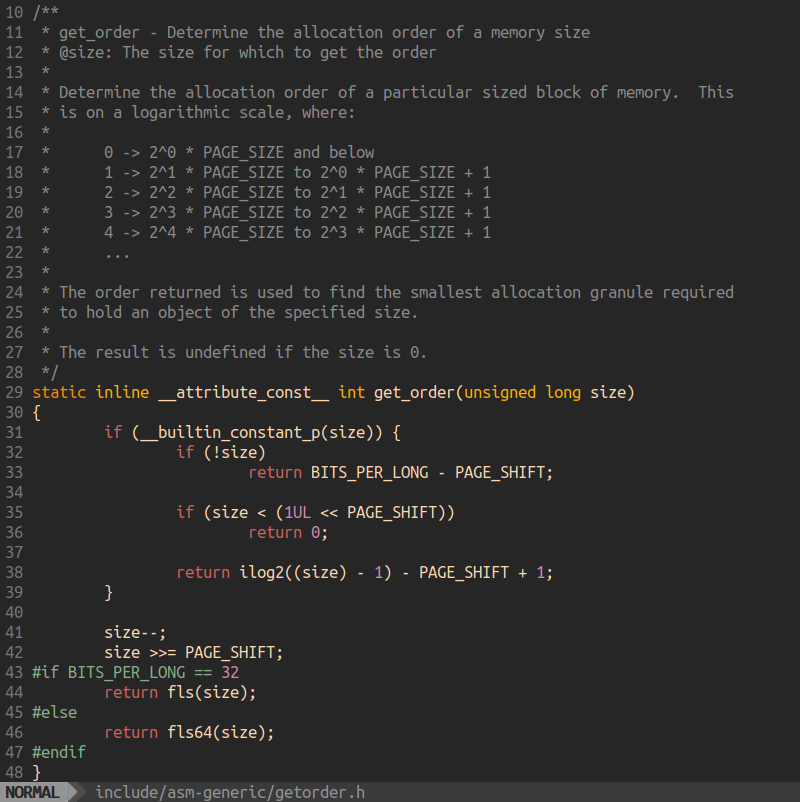 10 /**
11  * get_order - Determine the allocation order of a memory size
12  * @size: The size for which to get the order
13  *
14  * Determine the allocation order of a particular sized block of memory.  This
15  * is on a logarithmic scale, where:
16  *
17  *      0 -> 2^0 * PAGE_SIZE and below
18  *      1 -> 2^1 * PAGE_SIZE to 2^0 * PAGE_SIZE + 1
19  *      2 -> 2^2 * PAGE_SIZE to 2^1 * PAGE_SIZE + 1
20  *      3 -> 2^3 * PAGE_SIZE to 2^2 * PAGE_SIZE + 1
21  *      4 -> 2^4 * PAGE_SIZE to 2^3 * PAGE_SIZE + 1
22  *      ...
23  *
24  * The order returned is used to find the smallest allocation granule required
25  * to hold an object of the specified size.
26  *
27  * The result is undefined if the size is 0.
28  */
29 static inline __attribute_const__ int get_order(unsigned long size)
30 {
31         if (__builtin_constant_p(size)) {
32                 if (!size)
33                         return BITS_PER_LONG - PAGE_SHIFT;
34
35                 if (size < (1UL << PAGE_SHIFT))
36                         return 0;
37
38                 return ilog2((size) - 1) - PAGE_SHIFT + 1;
39         }
40
41         size--;
42         size >>= PAGE_SHIFT;
43 #if BITS_PER_LONG == 32
44         return fls(size);
45 #else
46         return fls64(size);
47 #endif
48 }
NORMAL include/asm-generic/getorder.h